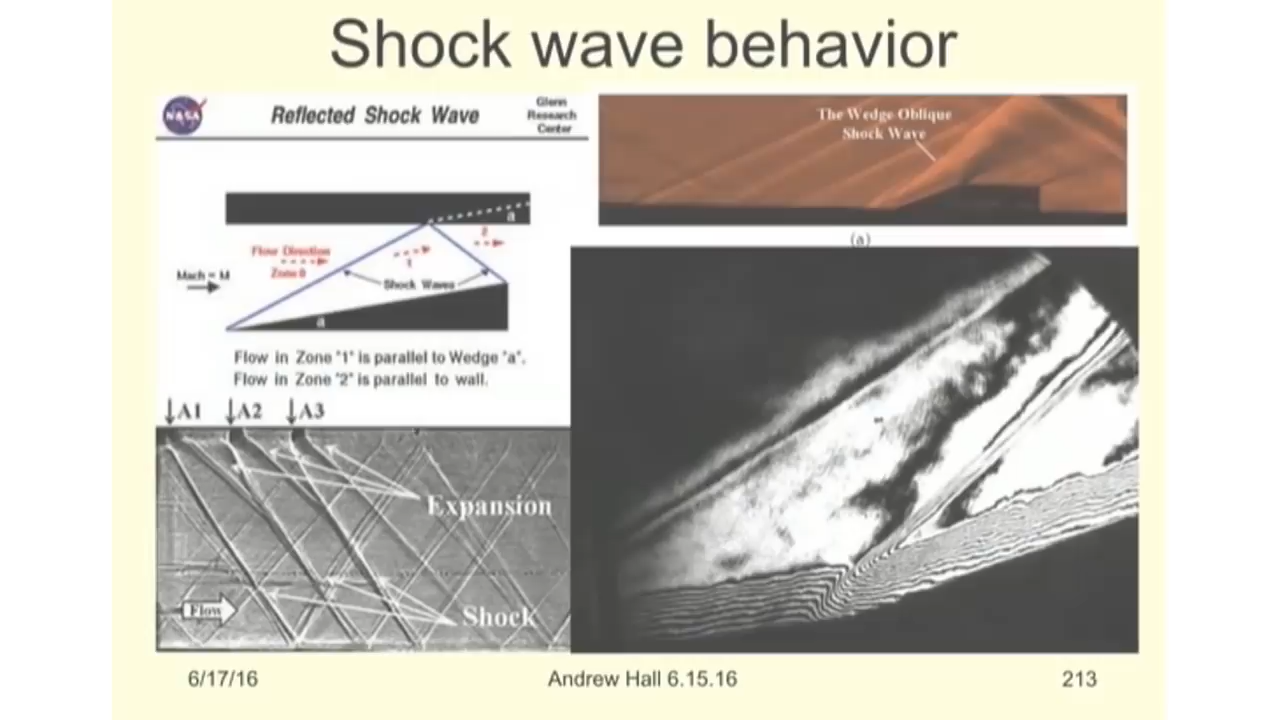 Shock wave behavior
NASA
Reflected Shock Wave
Glenn
Research
Center
a
Flow Direction
Zone 0
1
2
Mach = M
Shock Waves
a
Flow in Zone "1" is parallel to Wedge "a".
Flow in Zone "2" is parallel to wall.
The Wedge Oblique
Shock Wave
(a)
A1 A2 A3
Expansion
Flow
Shock
6/17/16
Andrew Hall 6.15.16
213